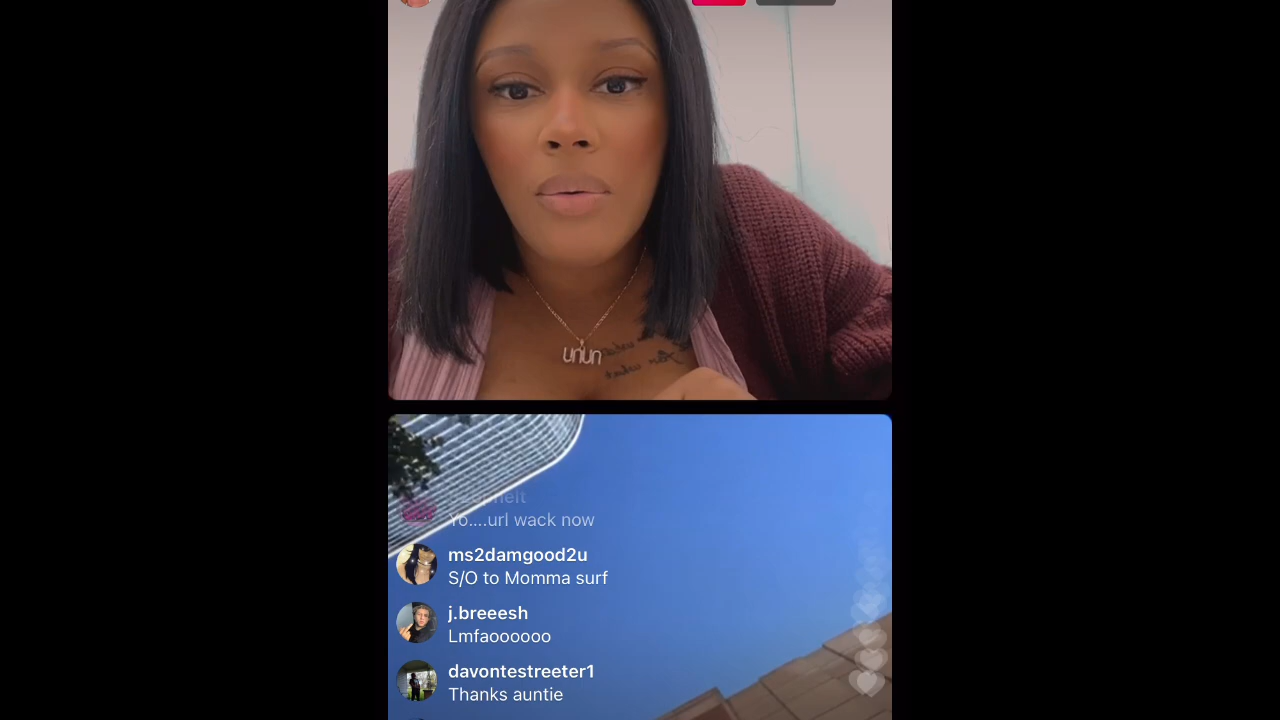 unun
Yo....url wack now
ms2damgood2u
S/O to Momma surf
j.breeesh
Lmfaoooooo
davontestreeter1
Thanks auntie